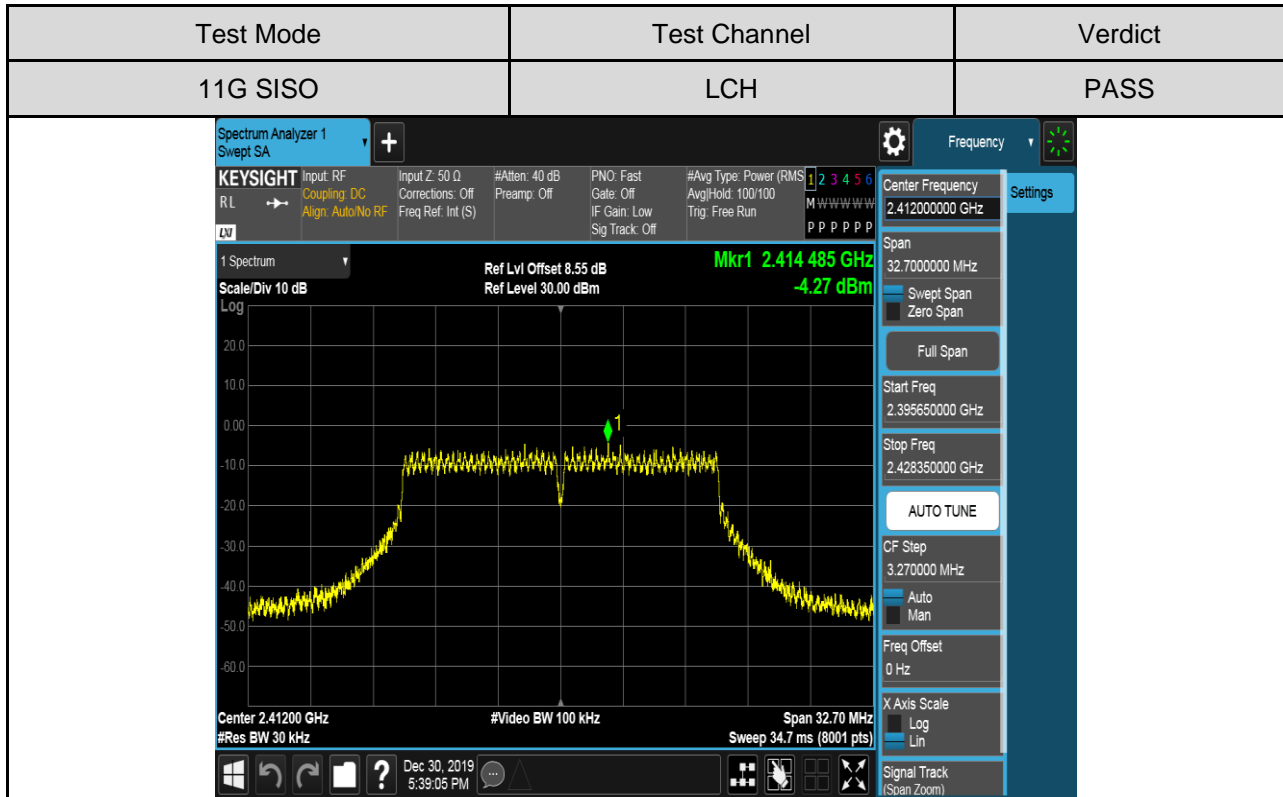 Test Mode Test Channel Verdict
11G SISO LCH PASS
Spectrum Analyzer 1
Swept SA
+
Frequency
KEYSIGHT Input: RF Input Z: 50 Ω #Atten: 40 dB PNO: Fast #Avg Type: Power (RMS 1 2 3 4 5 6
RL Coupling: DC Corrections: Off Preamp: Off Gate: Off Avg|Hold: 100/100 M W W W W W
Align: Auto/No RF Freq Ref: Int (S) IF Gain: Low Trig: Free Run
LXI Sig Track: Off P P P P P P
Center Frequency
2.412000000 GHz
Settings
1 Spectrum
Ref Lvl Offset 8.55 dB
Mkr1 2.414 485 GHz
Scale/Div 10 dB
Ref Level 30.00 dBm
-4.27 dBm
Log
20.0
10.0
0.00
-10.0
-20.0
-30.0
-40.0
-50.0
-60.0
1
Center 2.41200 GHz #Video BW 100 kHz Span 32.70 MHz
#Res BW 30 kHz Sweep 34.7 ms (8001 pts)
Span
32.7000000 MHz
Swept Span
Zero Span
Full Span
Start Freq
2.395650000 GHz
Stop Freq
2.428350000 GHz
AUTO TUNE
CF Step
3.270000 MHz
Auto
Man
Freq Offset
0 Hz
X Axis Scale
Log
Lin
Signal Track
(Span Zoom)
?
Dec 30, 2019
5:39:05 PM